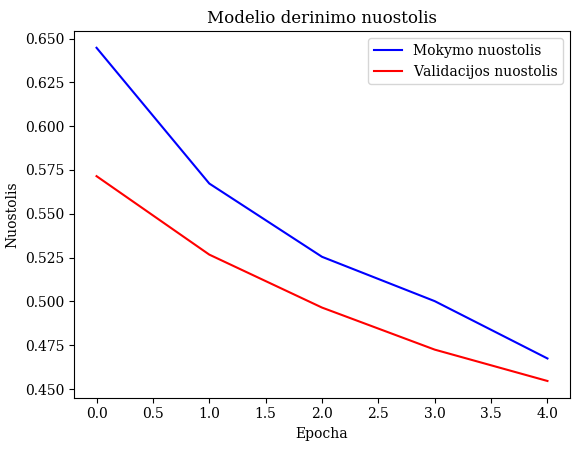 Modelio derinimo nuostolis
Mokymo nuostolis
Validacijos nuostolis
Nuostolis
0.650
0.625
0.600
0.575
0.550
0.525
0.500
0.475
0.450
0.0 0.5 1.0 1.5 2.0 2.5 3.0 3.5 4.0
Epocha